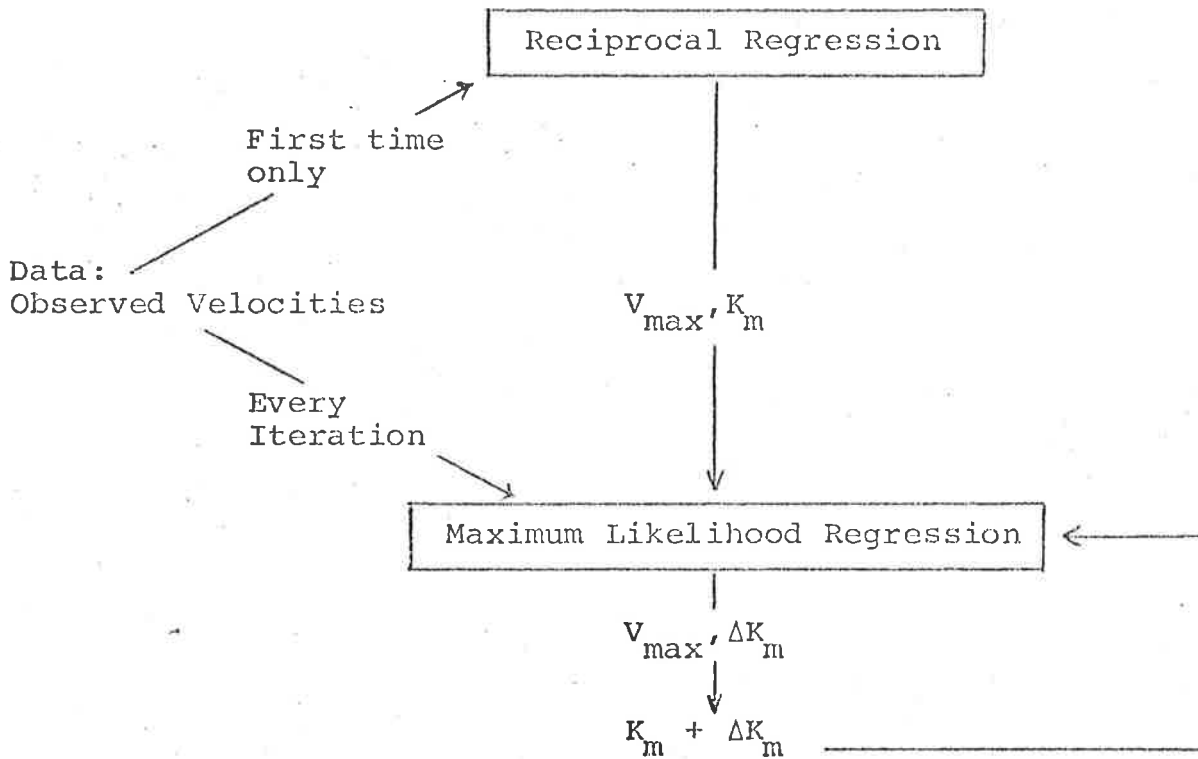 Reciprocal Regression
First time
only
Data:
Observed Velocities
V_max, K_m
Every
Iteration
Maximum Likelihood Regression
V_max, ΔK_m
K_m + ΔK_m